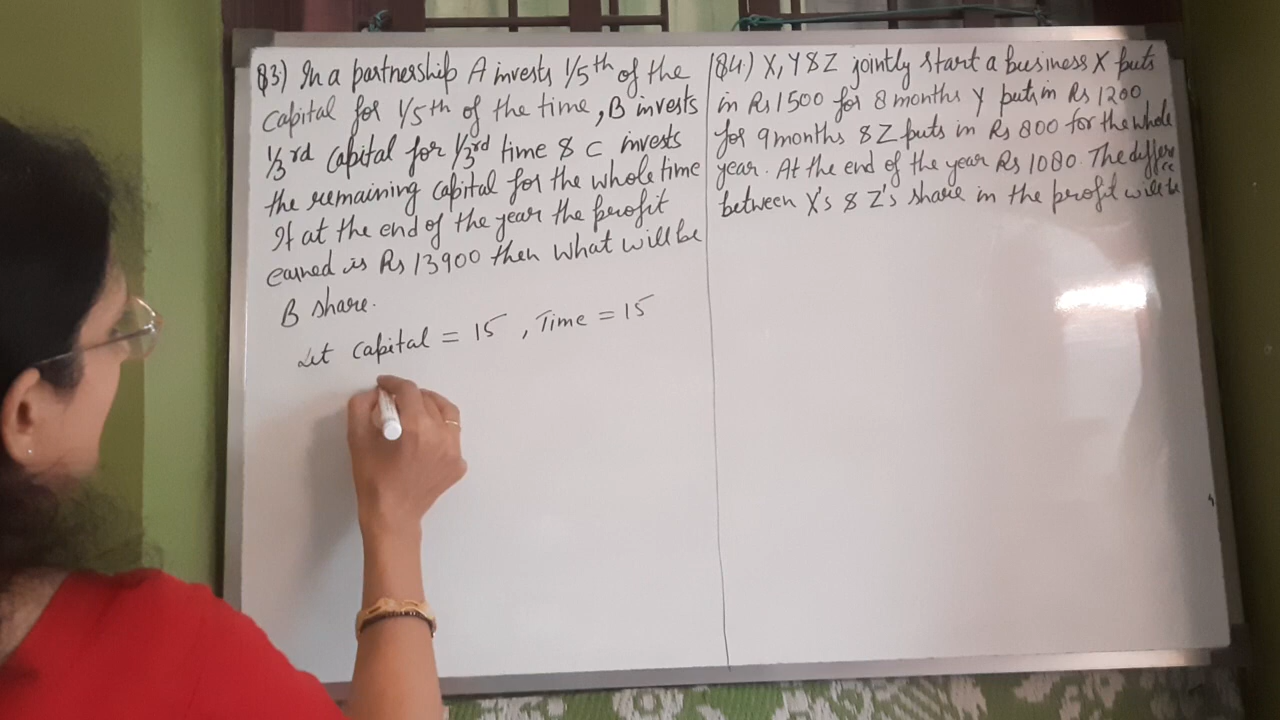 Q3) In a partnership A invests 1/5th of the
capital for 1/5th of the time, B invests
1/3rd capital for 1/3rd time & C invests
the remaining capital for the whole time
If at the end of the year the profit
earned is Rs 13900 then what will be
B share.
Let capital = 15, Time = 15
Q4.) X, Y & Z jointly start a business X puts
in Rs 1500 for 8 months Y puts in Rs 1200
for 9 months & Z puts in Rs 800 for the whole
year. At the end of the year Rs 1080. The differe
nce
between X's & Z's share in the profit will be